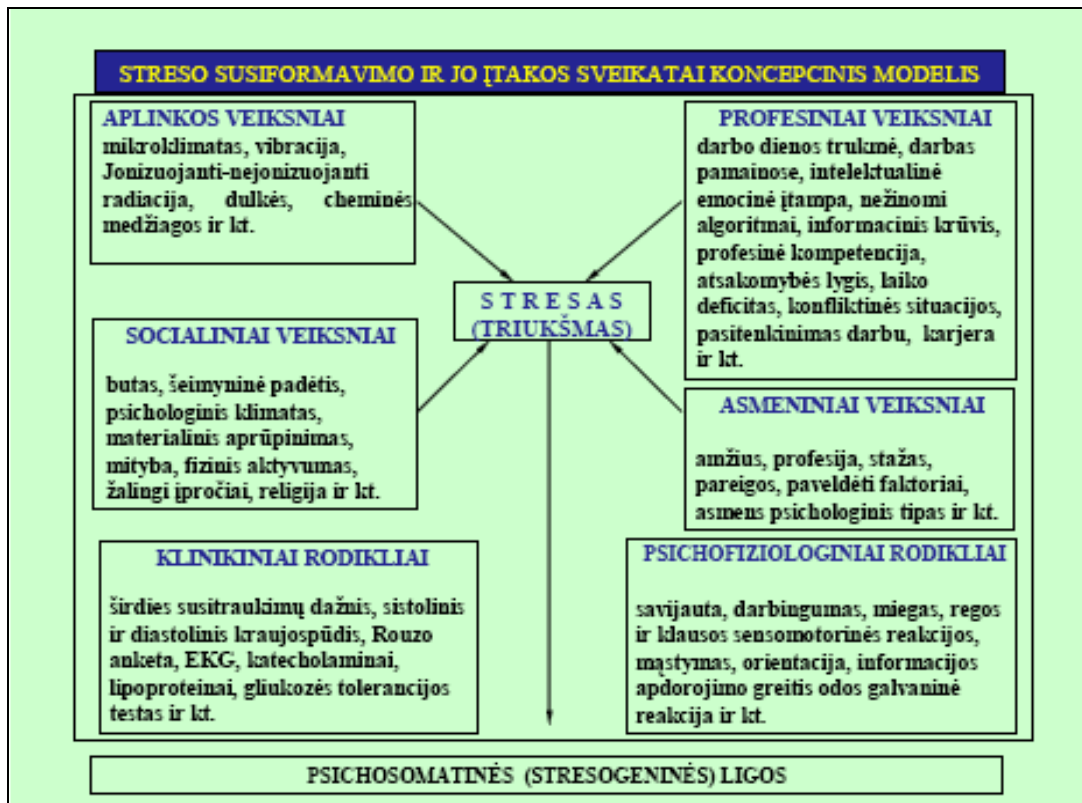 STRESO SUSIFORMAVIMO IR JO ĮTAKOS SVEIKATAI KONCEPCINIS MODELIS
APLINKOS VEIKSNIAI
mikroklimatas, vibracija,
Jonizuojanti-nejonizuojanti
radiacija, dulkės, cheminės
medžiagos ir kt.
PROFESINIAI VEIKSNIAI
darbo dienos trukmė, darbas
pamainose, intelektualinė
emocinė įtampa, nežinomi
algoritmai, informacinis krūvis,
profesinė kompetencija,
atsakomybės lygis, laiko
deficitas, konfliktinės situacijos,
pasitenkinimas darbu, karjera
ir kt.
S T R E S A S
(TRIUKŠMAS)
SOCIALINIAI VEIKSNIAI
butas, šeimyninė padėtis,
psichologinis klimatas,
materialinis aprūpinimas,
mityba, fizinis aktyvumas,
žalingi įpročiai, religija ir kt.
ASMENINIAI VEIKSNIAI
amžius, profesija, stažas,
pareigos, paveldėti faktoriai,
asmens psichologinis tipas ir kt.
KLINIKINIAI RODIKLIAI
širdies susitraukimų dažnis, sistolinis
ir diastolinis kraujospūdis, Rouzo
anketa, EKG, katecholaminai,
lipoproteinai, gliukozės tolerancijos
testas ir kt.
PSICHOFIZIOLOGINIAI RODIKLIAI
savijauta, darbingumas, miegas, regos
ir klausos sensomotorinės reakcijos,
mąstymas, orientacija, informacijos
apdorojimo greitis odos galvaninė
reakcija ir kt.
PSICHOSOMATINĖS (STRESOGENINĖS) LIGOS